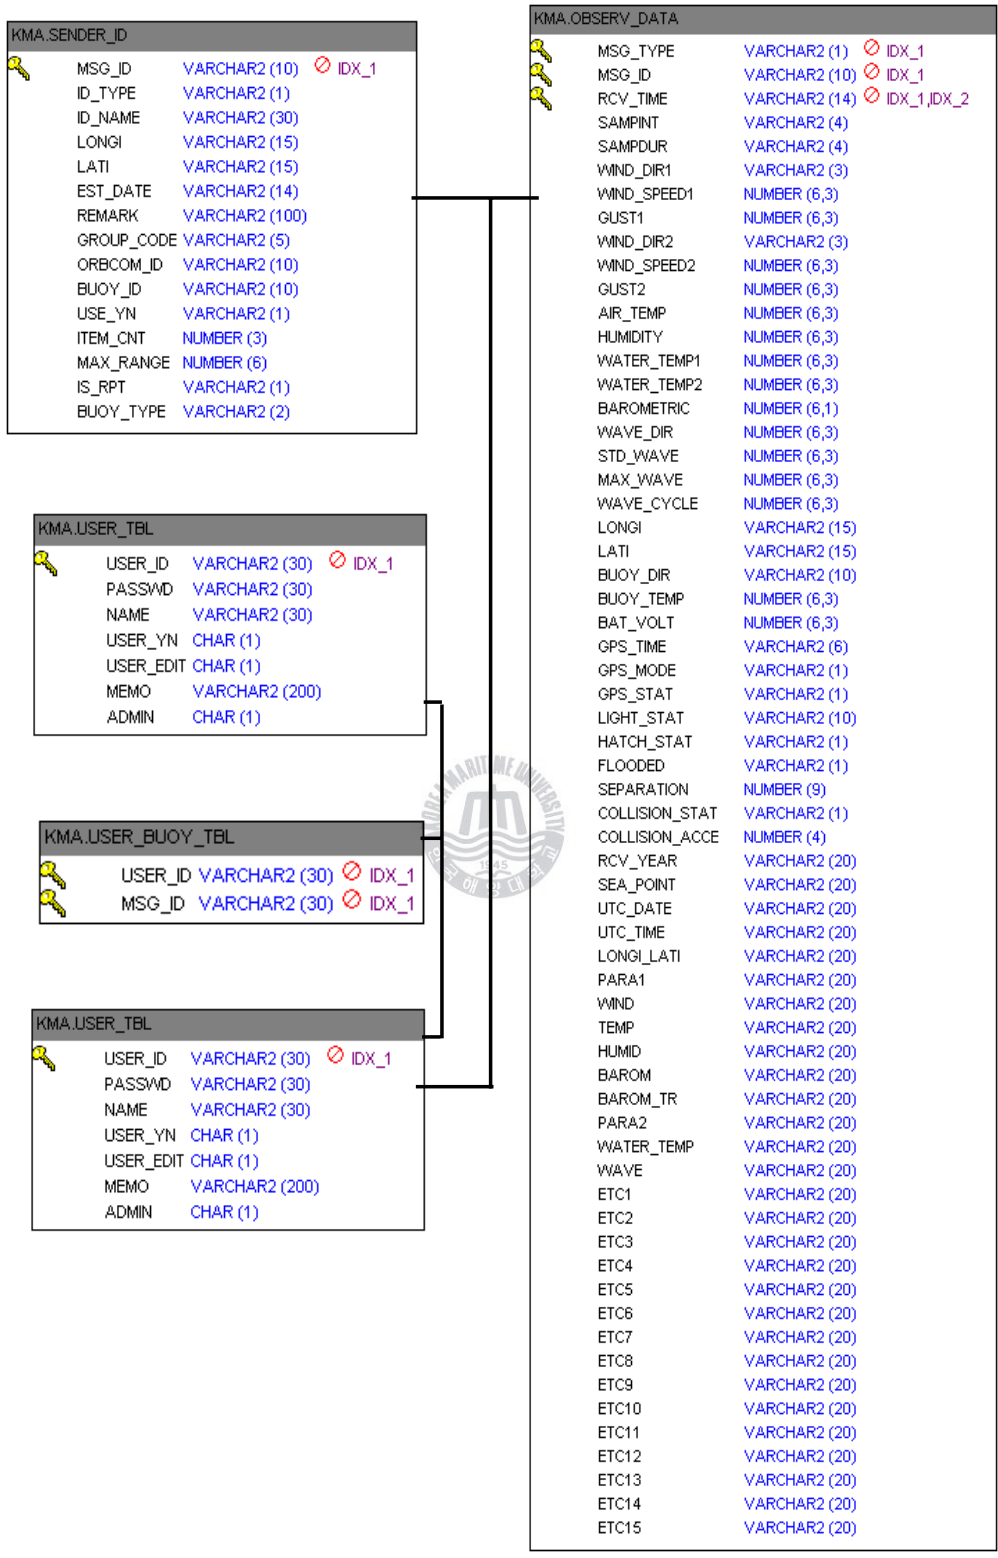 KMA.SENDER_ID
MSG_ID VARCHAR2 (10) IDX_1
ID_TYPE VARCHAR2 (1)
ID_NAME VARCHAR2 (30)
LONGI VARCHAR2 (15)
LATI VARCHAR2 (15)
EST_DATE VARCHAR2 (14)
REMARK VARCHAR2 (100)
GROUP_CODE VARCHAR2 (5)
ORBCOM_ID VARCHAR2 (10)
BUOY_ID VARCHAR2 (10)
USE_YN VARCHAR2 (1)
ITEM_CNT NUMBER (3)
MAX_RANGE NUMBER (6)
IS_RPT VARCHAR2 (1)
BUOY_TYPE VARCHAR2 (2)
KMA.USER_TBL
USER_ID VARCHAR2 (30) IDX_1
PASSWD VARCHAR2 (30)
NAME VARCHAR2 (30)
USER_YN CHAR (1)
USER_EDIT CHAR (1)
MEMO VARCHAR2 (200)
ADMIN CHAR (1)
KMA.USER_BUOY_TBL
USER_ID VARCHAR2 (30) IDX_1
MSG_ID VARCHAR2 (30) IDX_1
KMA.USER_TBL
USER_ID VARCHAR2 (30) IDX_1
PASSWD VARCHAR2 (30)
NAME VARCHAR2 (30)
USER_YN CHAR (1)
USER_EDIT CHAR (1)
MEMO VARCHAR2 (200)
ADMIN CHAR (1)
KMA.OBSERV_DATA
MSG_TYPE VARCHAR2 (1) IDX_1
MSG_ID VARCHAR2 (10) IDX_1
RCV_TIME VARCHAR2 (14) IDX_1,IDX_2
SAMPINT VARCHAR2 (4)
SAMPDUR VARCHAR2 (4)
WIND_DIR1 VARCHAR2 (3)
WIND_SPEED1 NUMBER (6,3)
GUST1 NUMBER (6,3)
WIND_DIR2 VARCHAR2 (3)
WIND_SPEED2 NUMBER (6,3)
GUST2 NUMBER (6,3)
AIR_TEMP NUMBER (6,3)
HUMIDITY NUMBER (6,3)
WATER_TEMP1 NUMBER (6,3)
WATER_TEMP2 NUMBER (6,3)
BAROMETRIC NUMBER (6,1)
WAVE_DIR NUMBER (6,3)
STD_WAVE NUMBER (6,3)
MAX_WAVE NUMBER (6,3)
WAVE_CYCLE NUMBER (6,3)
LONGI VARCHAR2 (15)
LATI VARCHAR2 (15)
BUOY_DIR VARCHAR2 (10)
BUOY_TEMP NUMBER (6,3)
BAT_VOLT NUMBER (6,3)
GPS_TIME VARCHAR2 (6)
GPS_MODE VARCHAR2 (1)
GPS_STAT VARCHAR2 (1)
LIGHT_STAT VARCHAR2 (10)
HATCH_STAT VARCHAR2 (1)
FLOODED VARCHAR2 (1)
SEPARATION NUMBER (9)
COLLISION_STAT VARCHAR2 (1)
COLLISION_ACCE NUMBER (4)
RCV_YEAR VARCHAR2 (20)
SEA_POINT VARCHAR2 (20)
UTC_DATE VARCHAR2 (20)
UTC_TIME VARCHAR2 (20)
LONGI_LATI VARCHAR2 (20)
PARA1 VARCHAR2 (20)
WIND VARCHAR2 (20)
TEMP VARCHAR2 (20)
HUMID VARCHAR2 (20)
BAROM VARCHAR2 (20)
BAROM_TR VARCHAR2 (20)
PARA2 VARCHAR2 (20)
WATER_TEMP VARCHAR2 (20)
WAVE VARCHAR2 (20)
ETC1 VARCHAR2 (20)
ETC2 VARCHAR2 (20)
ETC3 VARCHAR2 (20)
ETC4 VARCHAR2 (20)
ETC5 VARCHAR2 (20)
ETC6 VARCHAR2 (20)
ETC7 VARCHAR2 (20)
ETC8 VARCHAR2 (20)
ETC9 VARCHAR2 (20)
ETC10 VARCHAR2 (20)
ETC11 VARCHAR2 (20)
ETC12 VARCHAR2 (20)
ETC13 VARCHAR2 (20)
ETC14 VARCHAR2 (20)
ETC15 VARCHAR2 (20)
KOREA MARITIME UNIVERSITY
1945
한국해양대학교